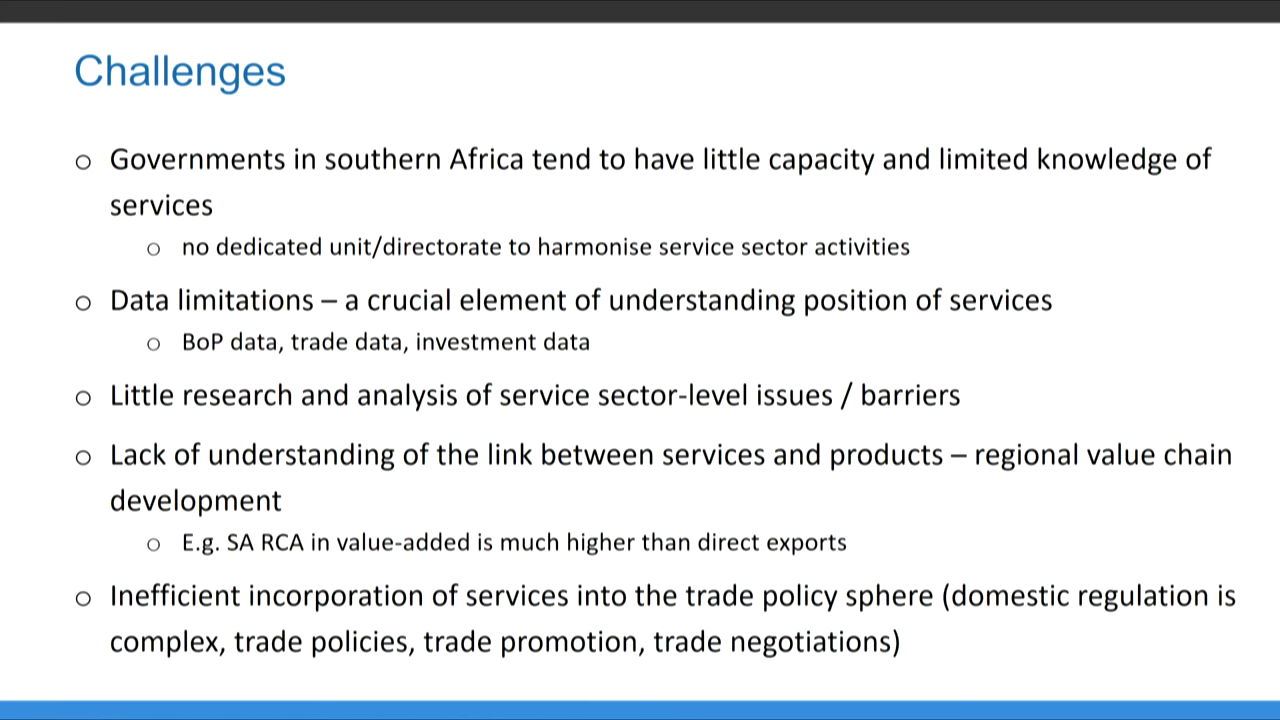 Challenges
o Governments in southern Africa tend to have little capacity and limited knowledge of
services
o no dedicated unit/directorate to harmonise service sector activities
o Data limitations – a crucial element of understanding position of services
o BoP data, trade data, investment data
o Little research and analysis of service sector-level issues / barriers
o Lack of understanding of the link between services and products – regional value chain
development
o E.g. SA RCA in value-added is much higher than direct exports
o Inefficient incorporation of services into the trade policy sphere (domestic regulation is
complex, trade policies, trade promotion, trade negotiations)